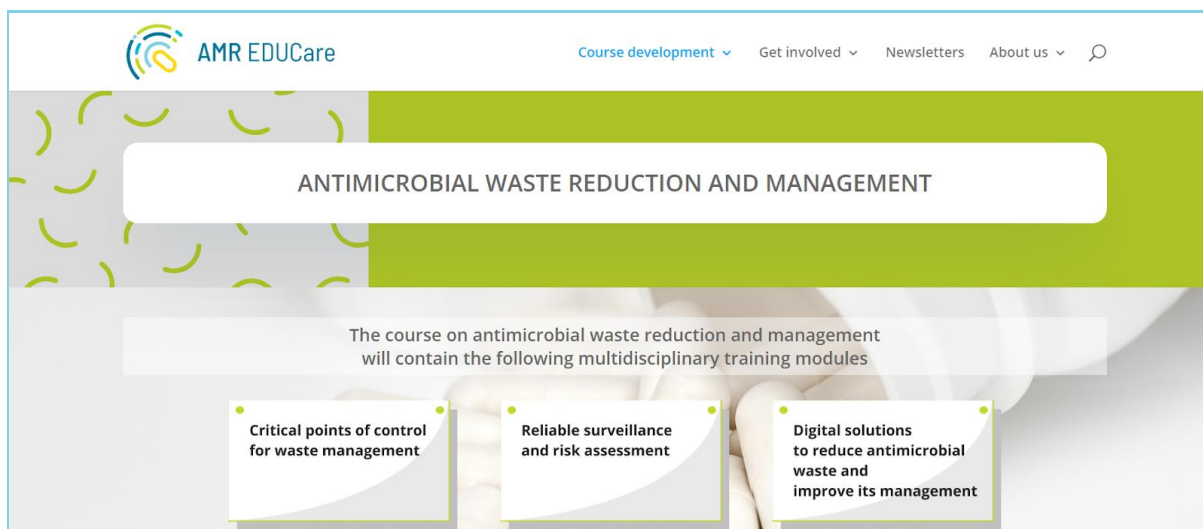 AMR EDUCare
Course development
Get involved
Newsletters
About us
ANTIMICROBIAL WASTE REDUCTION AND MANAGEMENT
The course on antimicrobial waste reduction and management
will contain the following multidisciplinary training modules
Critical points of control
for waste management
Reliable surveillance
and risk assessment
Digital solutions
to reduce antimicrobial
waste and
improve its management